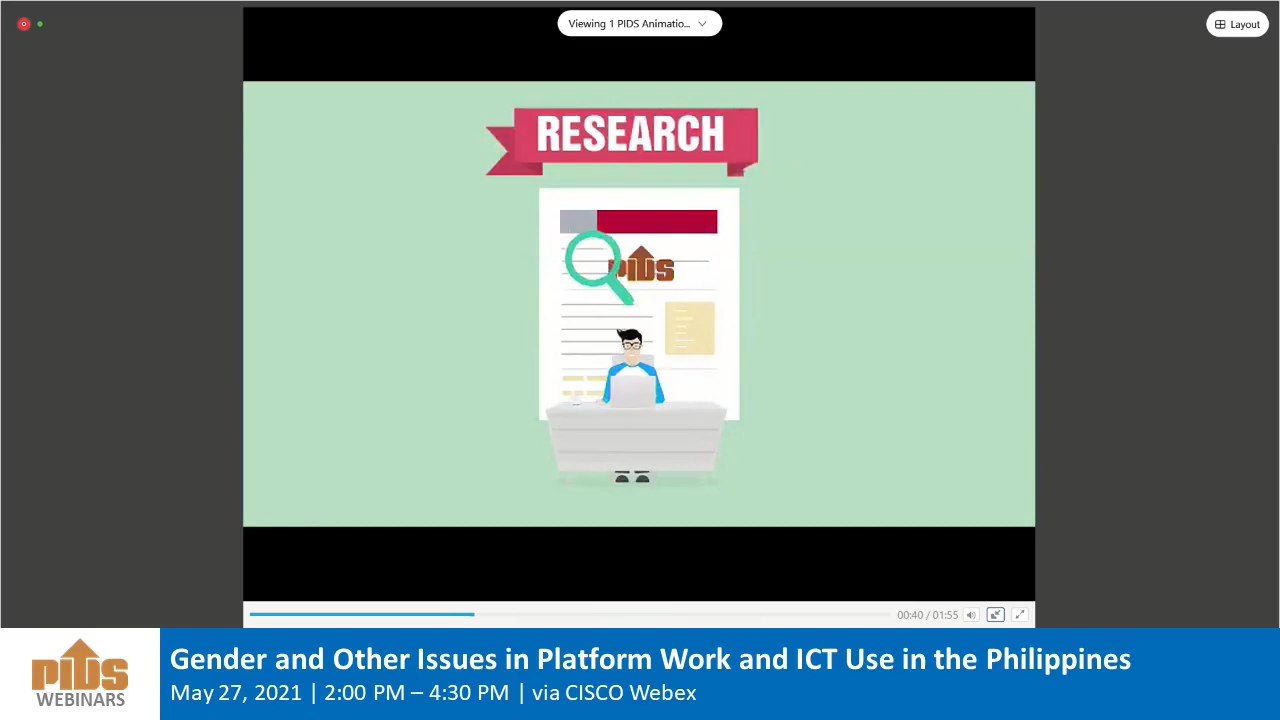 Viewing 1 PIDS Animatio...
Layout
RESEARCH
PIDS
00:40 / 01:55
PIDS
WEBINARS
Gender and Other Issues in Platform Work and ICT Use in the Philippines
May 27, 2021 | 2:00 PM – 4:30 PM | via CISCO Webex